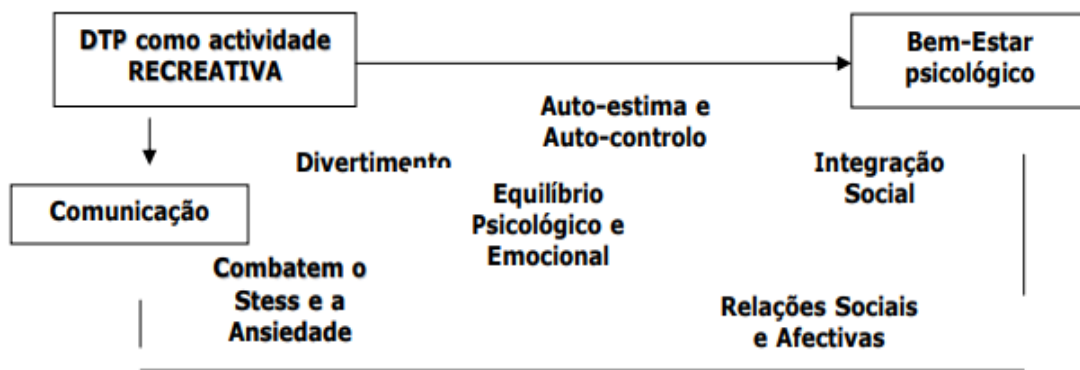 DTP como actividade
RECREATIVA
Bem-Estar
psicológico
Auto-estima e
Auto-controlo
Divertimento
Integração
Social
Comunicação
Equilíbrio
Psicológico e
Emocional
Combatem o
Stess e a
Ansiedade
Relações Sociais
e Afectivas